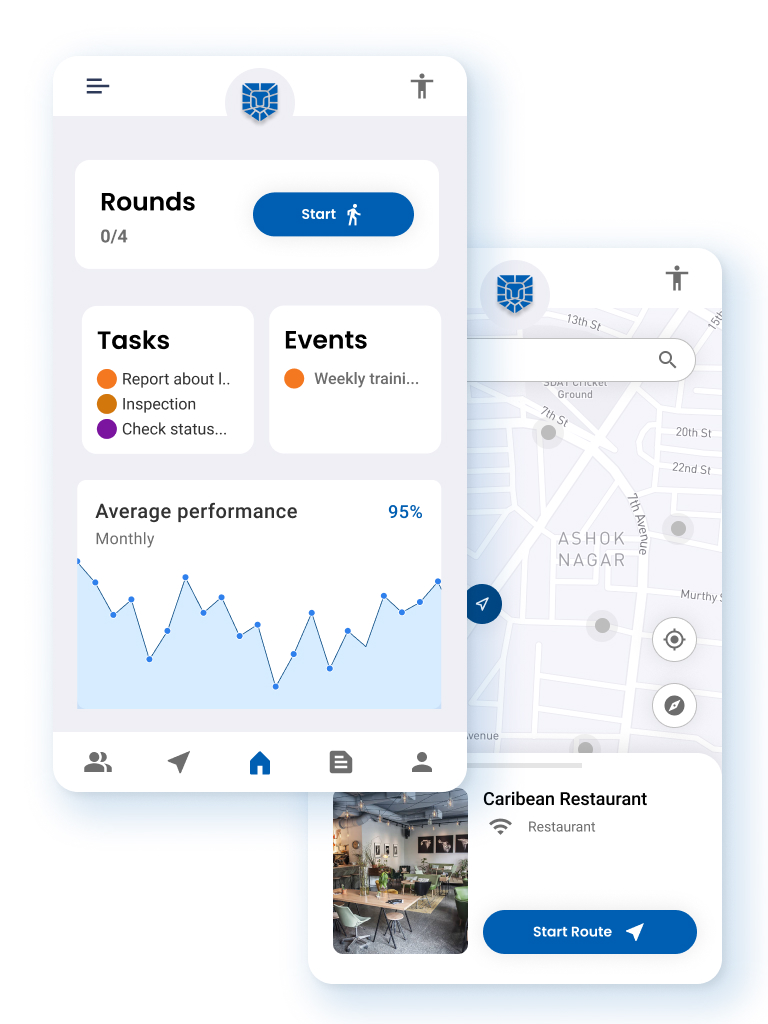 Rounds
0/4
Start
Tasks
Report about l..
Inspection
Check status...
Events
Weekly traini...
Average performance
95%
Monthly
13th St
15th
SDAT Cricket
Ground
7th St
20th St
22nd St
7th Avenue
ASHOK
NAGAR
Murthy S
venue
Caribean Restaurant
Restaurant
Start Route